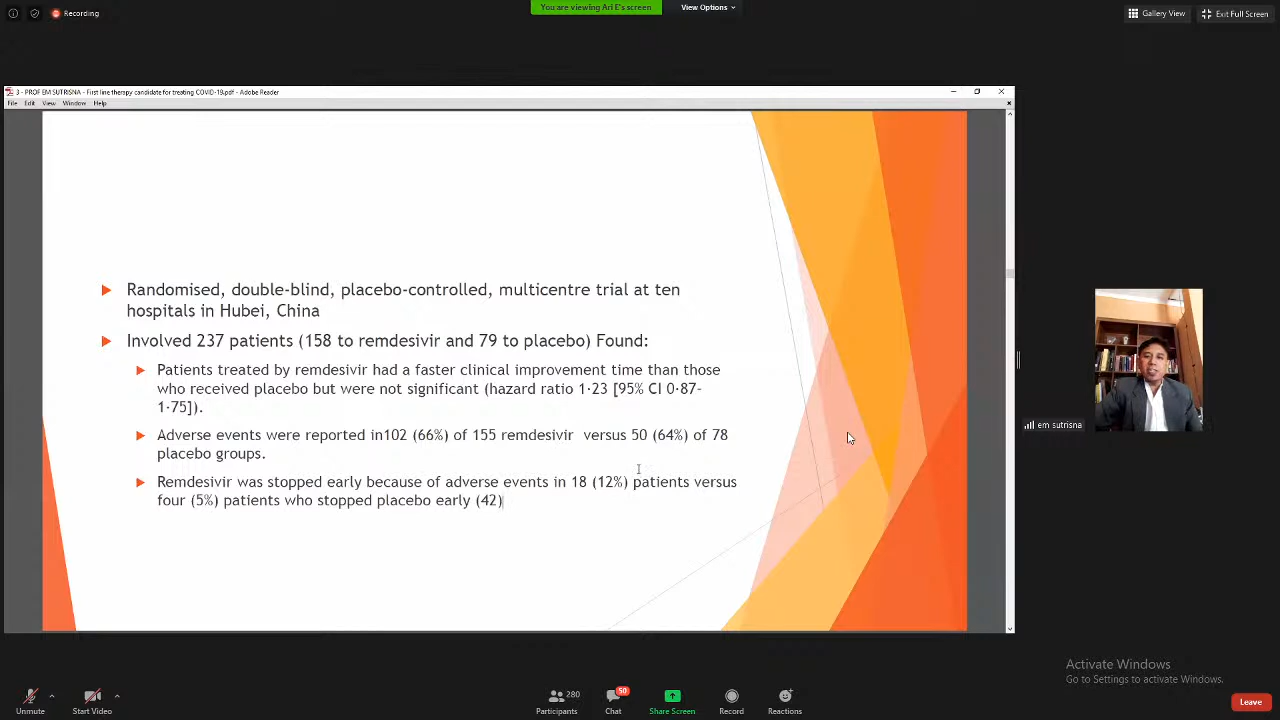 Recording
You are viewing Ari E's screen
View Options
Gallery View
Exit Full Screen
3 - PROF EM SUTRISNA - First line therapy candidate for treating COVID-19.pdf - Adobe Reader
File Edit View Window Help
Randomised, double-blind, placebo-controlled, multicentre trial at ten
hospitals in Hubei, China
Involved 237 patients (158 to remdesivir and 79 to placebo) Found:
Patients treated by remdesivir had a faster clinical improvement time than those
who received placebo but were not significant (hazard ratio 1·23 [95% CI 0·87-
1·75]).
Adverse events were reported in102 (66%) of 155 remdesivir versus 50 (64%) of 78
placebo groups.
Remdesivir was stopped early because of adverse events in 18 (12%) patients versus
four (5%) patients who stopped placebo early (42)
em sutrisna
Activate Windows
Go to Settings to activate Windows.
Unmute
Start Video
280
Participants
50
Chat
Share Screen
Record
Reactions
Leave